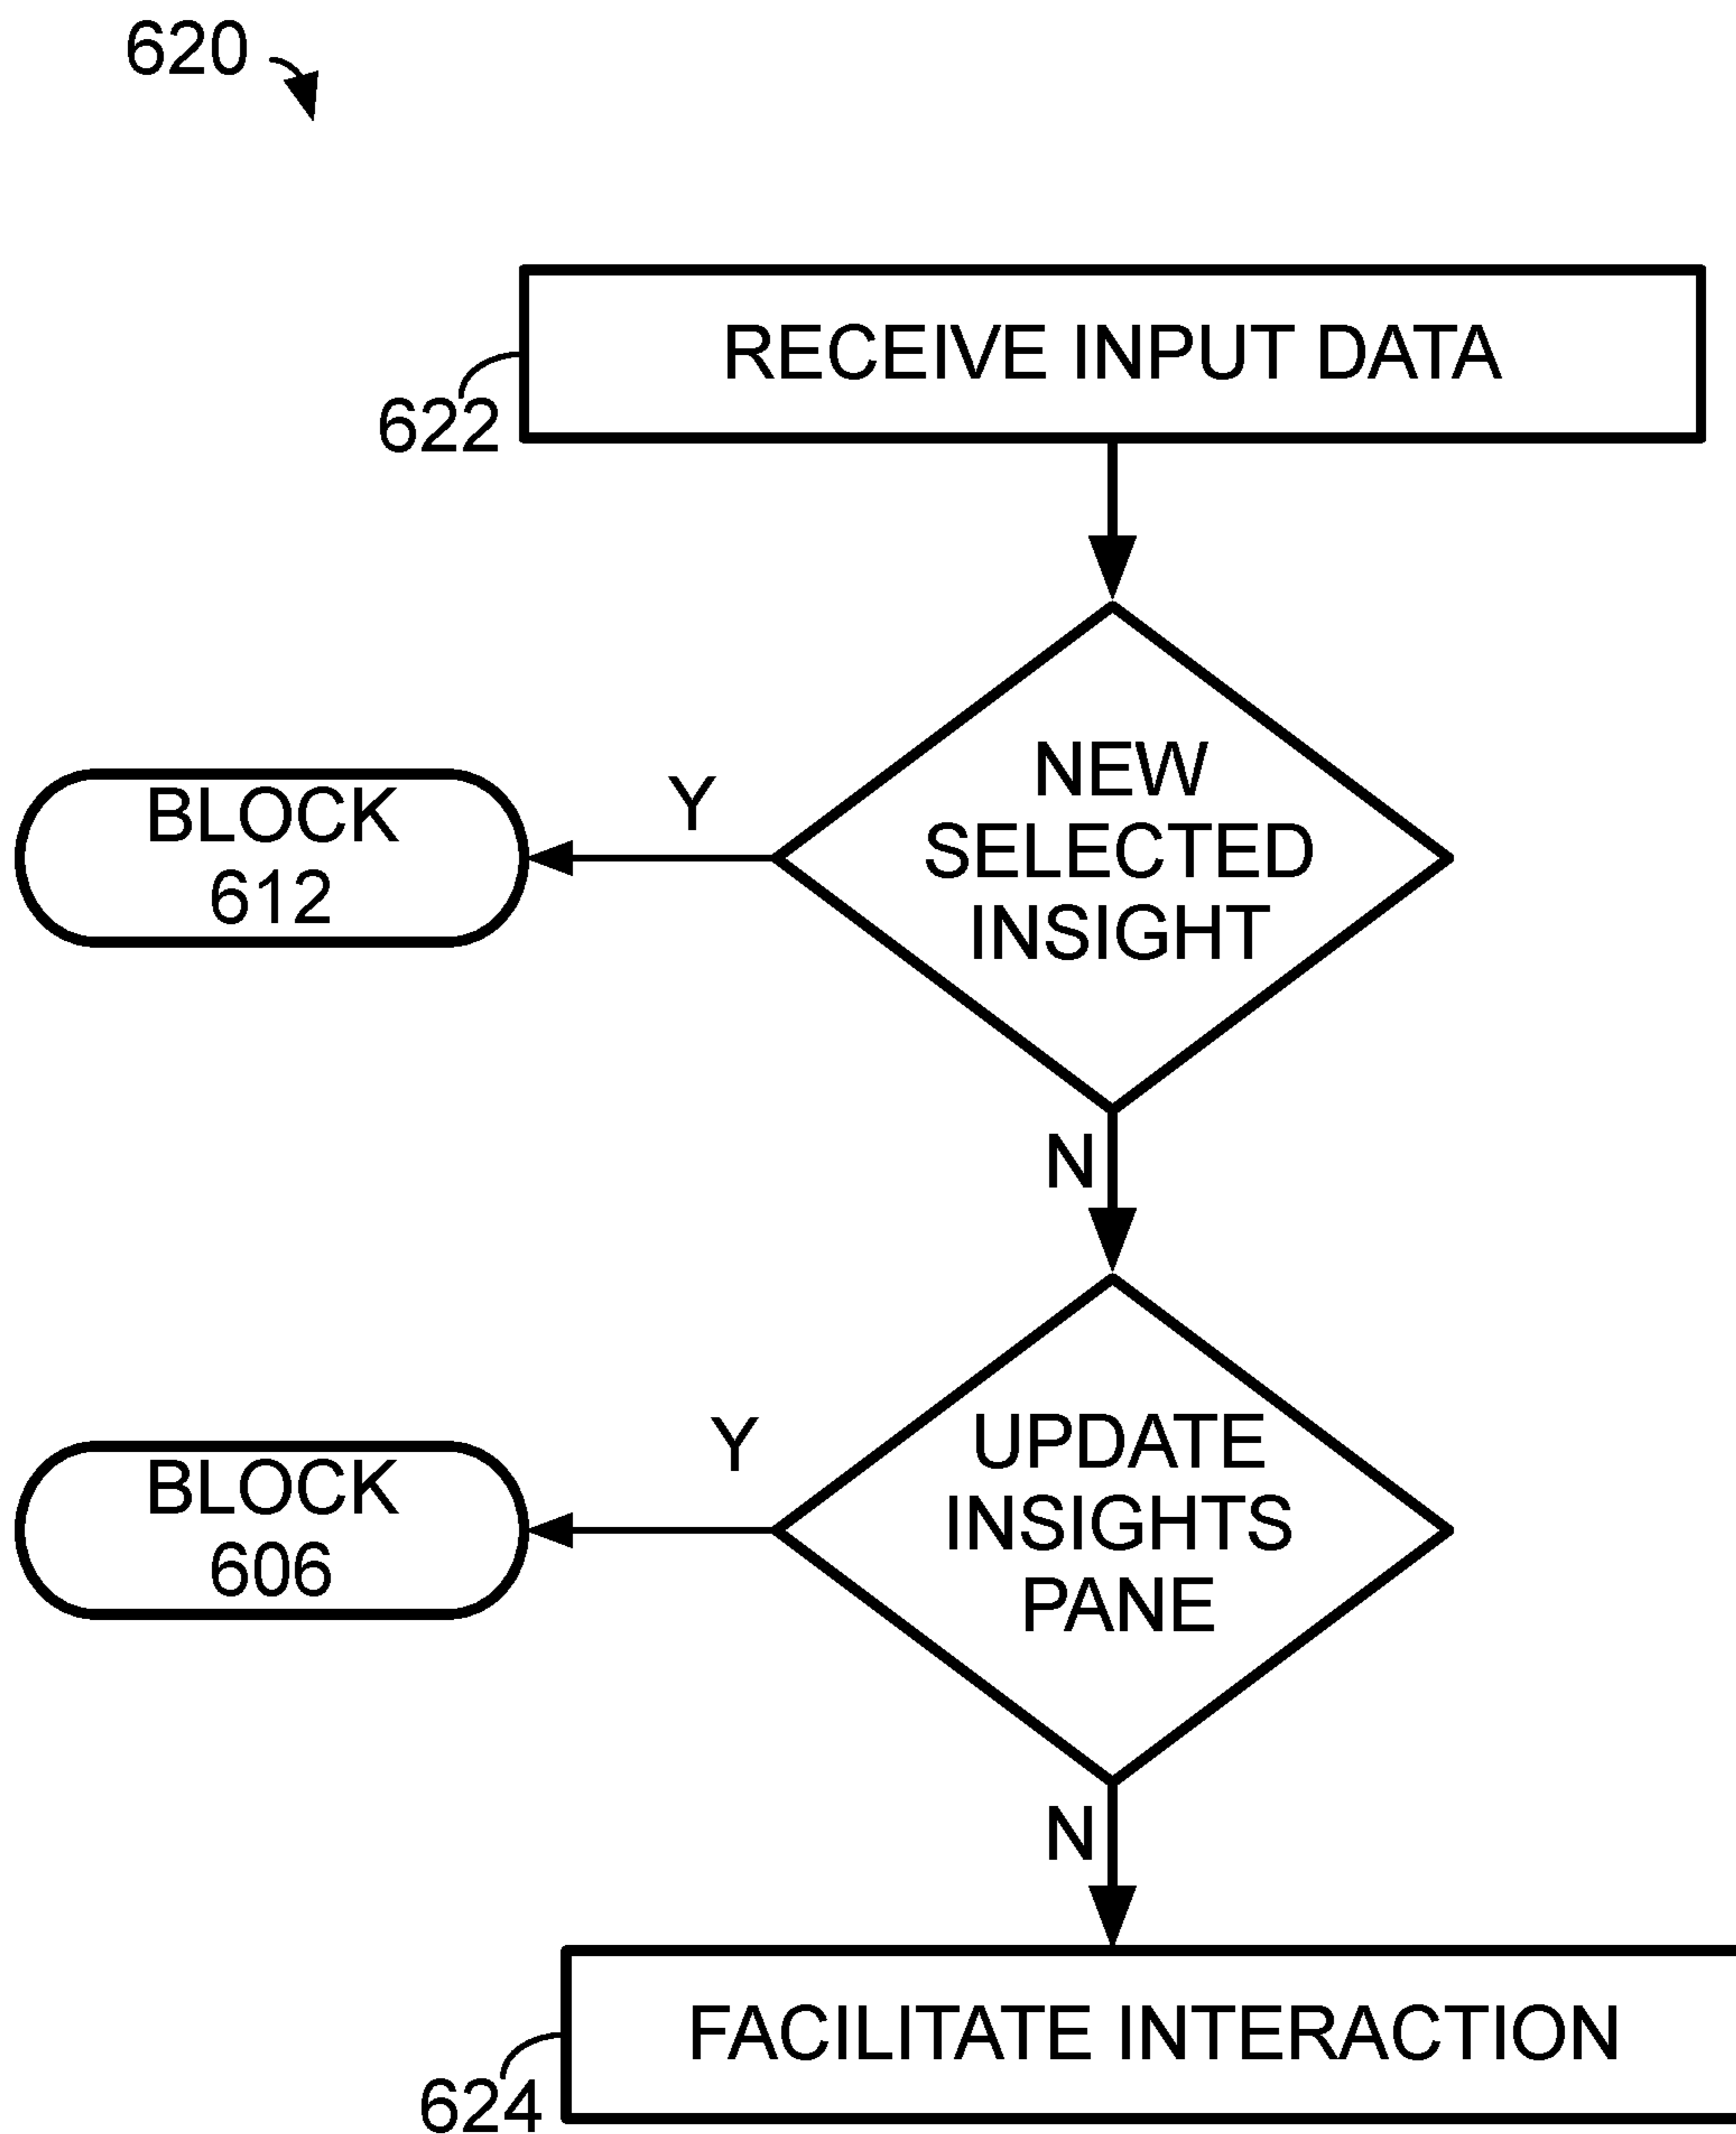 620
RECEIVE INPUT DATA
622
NEW
SELECTED
INSIGHT
Y
BLOCK
612
N
UPDATE
INSIGHTS
PANE
Y
BLOCK
606
N
FACILITATE INTERACTION
624